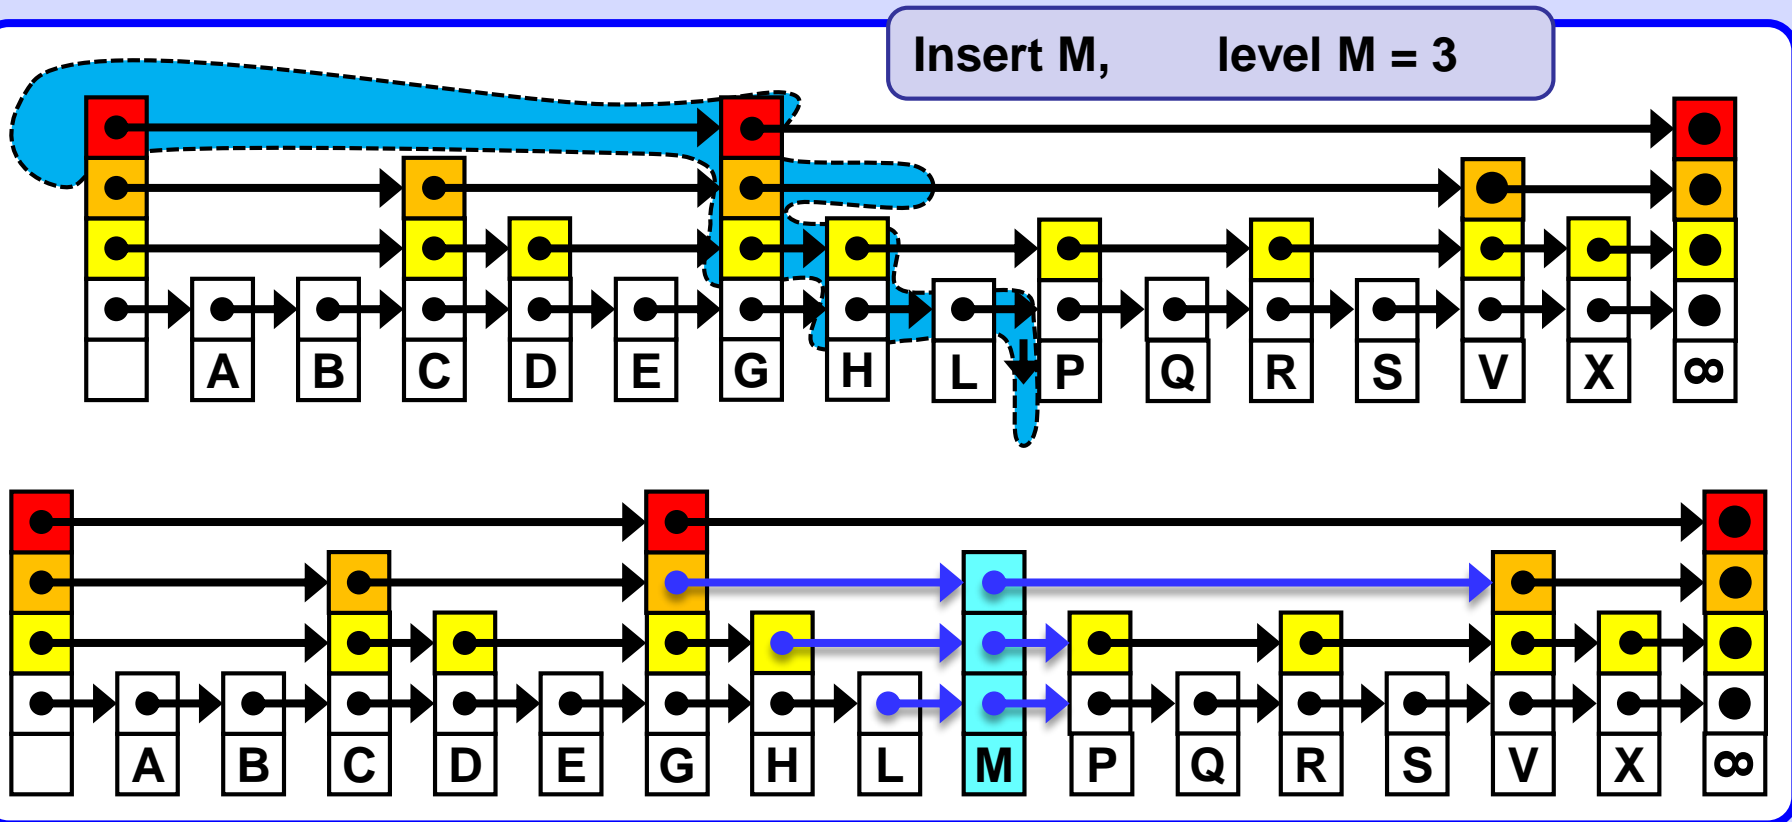 Insert M, level M = 3
A B C D E G H L P Q R S V X ∞
A B C D E G H L M P Q R S V X ∞